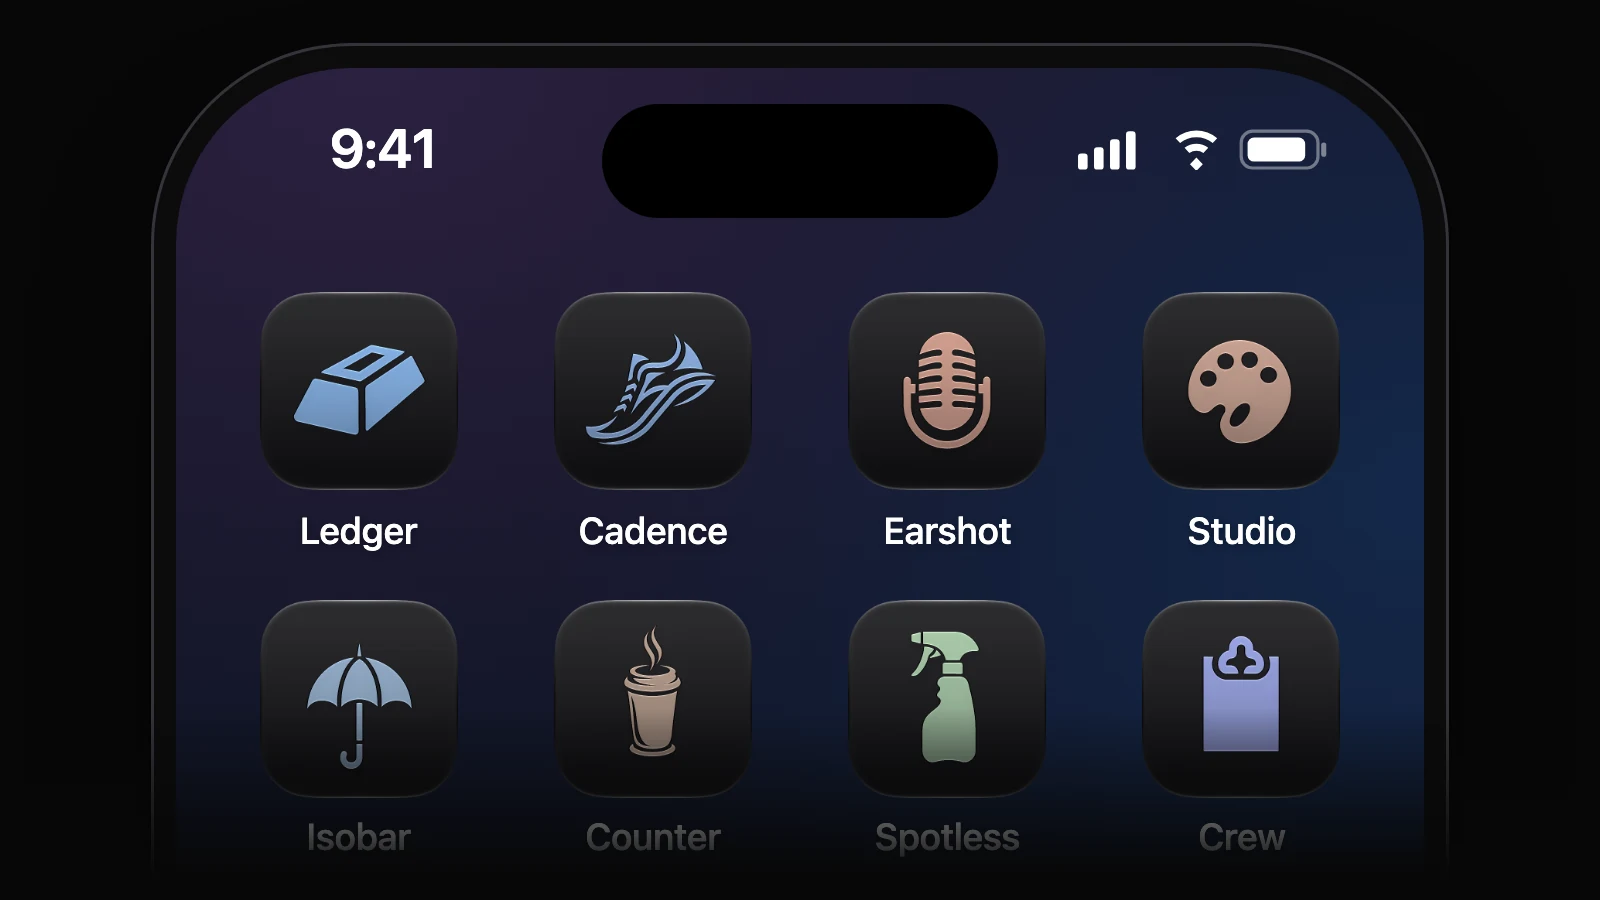 9:41
Ledger
Cadence
Earshot
Studio
Isobar
Counter
Spotless
Crew